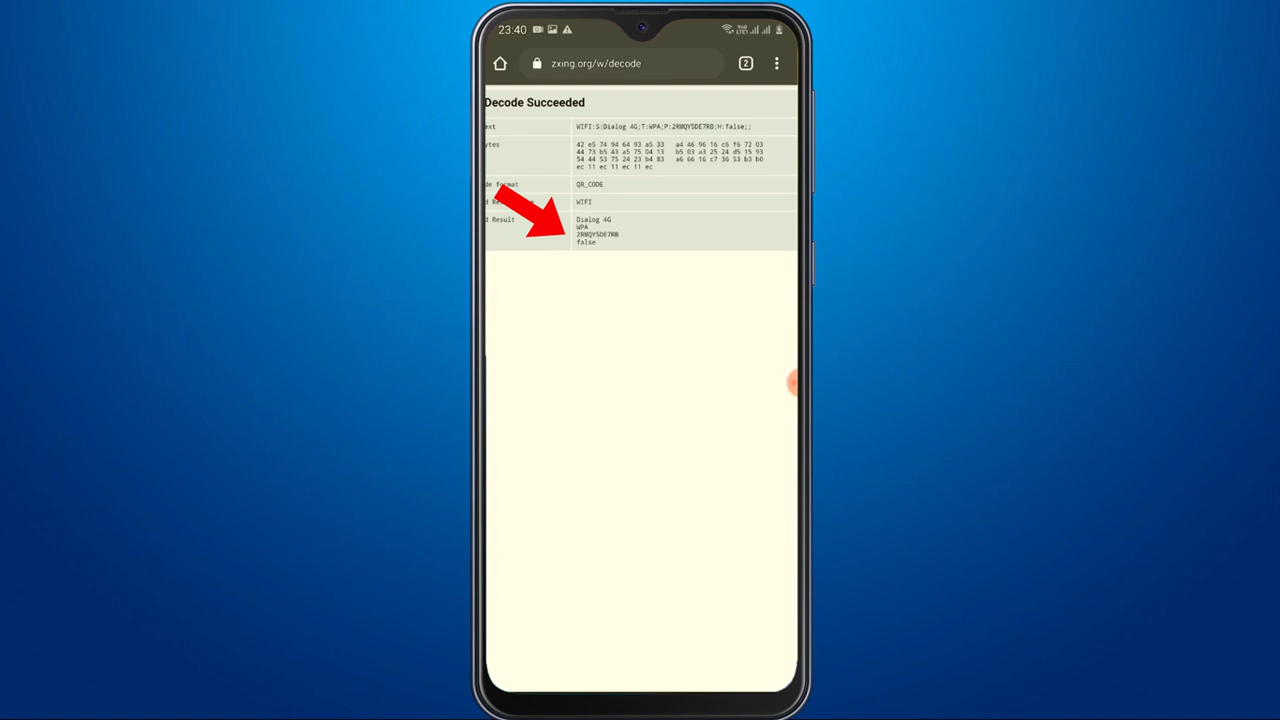 23:40
zxing.org/w/decode
2
Decode Succeeded
ext WIFI:S:Dialog 4G;T:WPA;P:2RMQY5DE7RB;H:false;;
ytes 42 e5 74 94 64 93 a5 33 a4 46 96 16 c6 f6 72 03
44 73 b5 43 a5 75 04 13 b5 03 a3 25 24 d5 15 93
54 44 53 75 24 23 b4 83 a6 66 16 c7 36 53 b3 b0
ec 11 ec 11 ec 11 ec
de format QR_CODE
WIFI
d Result Dialog 4G
WPA
2RMQY5DE7RB
false